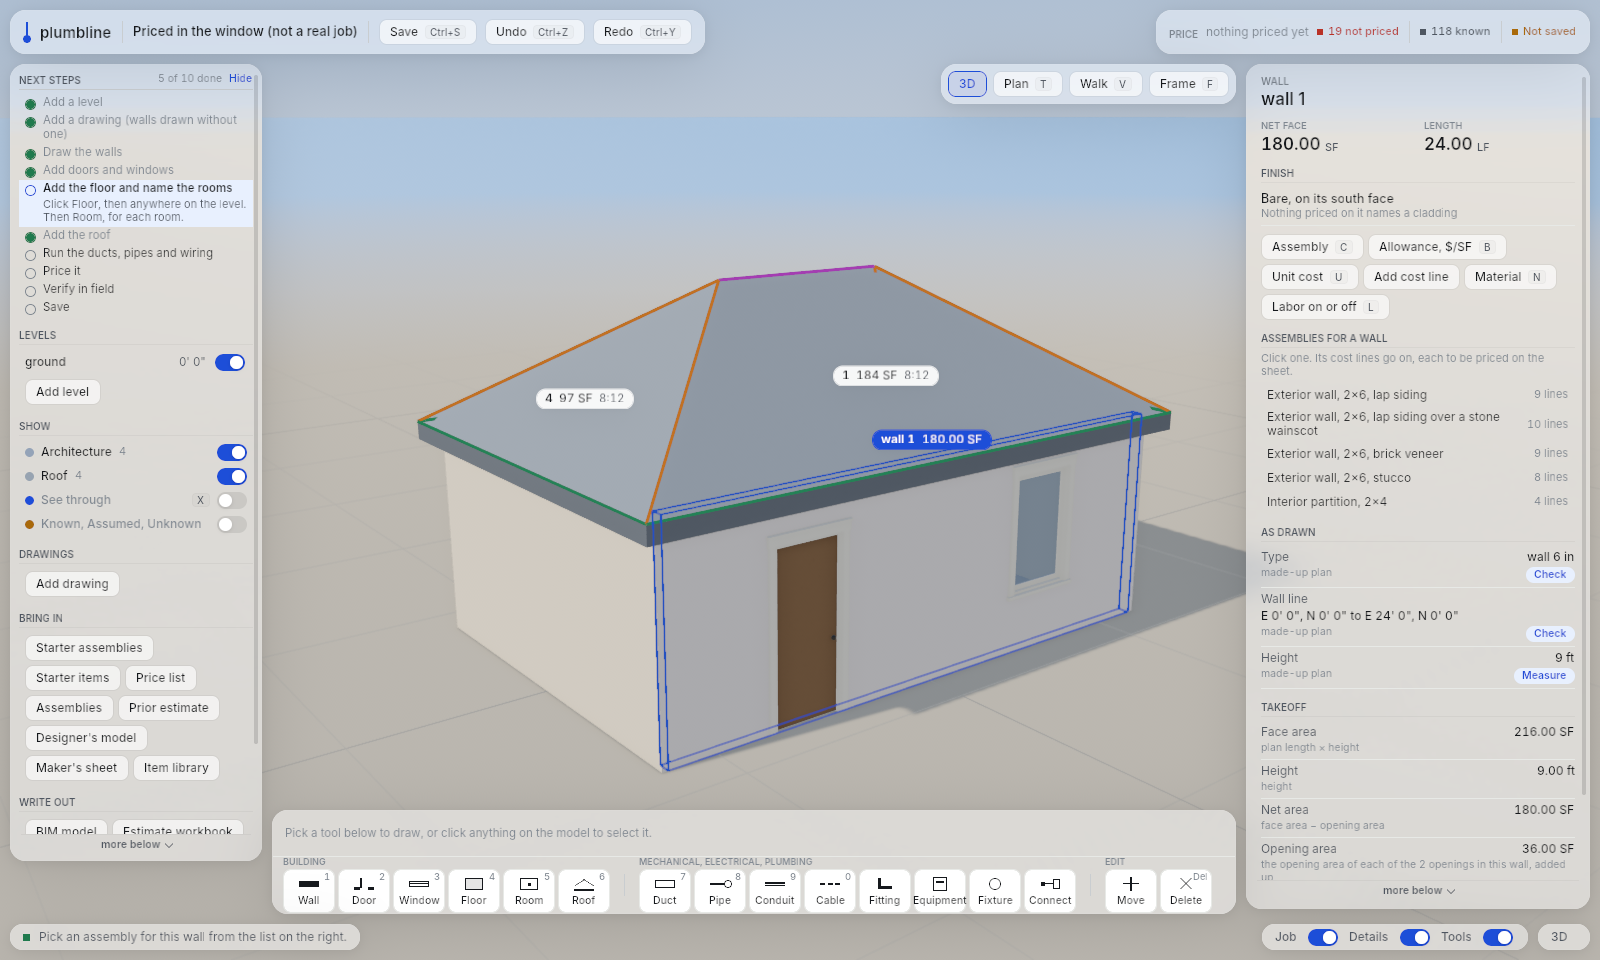 plumbline
Priced in the window (not a real job)
Save Ctrl+S
Undo Ctrl+Z
Redo Ctrl+Y
PRICE nothing priced yet 19 not priced 118 known Not saved
NEXT STEPS 5 of 10 done Hide
Add a level
Add a drawing (walls drawn without
one)
Draw the walls
Add doors and windows
Add the floor and name the rooms
Click Floor, then anywhere on the level.
Then Room, for each room.
Add the roof
Run the ducts, pipes and wiring
Price it
Verify in field
Save
LEVELS
ground 0' 0"
Add level
SHOW
Architecture 4
Roof 4
See through X
Known, Assumed, Unknown
DRAWINGS
Add drawing
BRING IN
Starter assemblies
Starter items Price list
Assemblies Prior estimate
Designer's model
Maker's sheet Item library
WRITE OUT
BIM model Estimate workbook
more below
3D Plan T Walk V Frame F
1 184 SF 8:12
4 97 SF 8:12
wall 1 180.00 SF
WALL
wall 1
NET FACE LENGTH
180.00 SF 24.00 LF
FINISH
Bare, on its south face
Nothing priced on it names a cladding
Assembly C Allowance, $/SF B
Unit cost U Add cost line Material N
Labor on or off L
ASSEMBLIES FOR A WALL
Click one. Its cost lines go on, each to be priced on the
sheet.
Exterior wall, 2×6, lap siding 9 lines
Exterior wall, 2×6, lap siding over a stone
wainscot 10 lines
Exterior wall, 2×6, brick veneer 9 lines
Exterior wall, 2×6, stucco 8 lines
Interior partition, 2×4 4 lines
AS DRAWN
Type wall 6 in
made-up plan Check
Wall line
E 0' 0", N 0' 0" to E 24' 0", N 0' 0"
made-up plan Check
Height 9 ft
made-up plan Measure
TAKEOFF
Face area 216.00 SF
plan length × height
Height 9.00 ft
height
Net area 180.00 SF
face area − opening area
Opening area 36.00 SF
the opening area of each of the 2 openings in this wall, added
up
more below
Pick a tool below to draw, or click anything on the model to select it.
BUILDING MECHANICAL, ELECTRICAL, PLUMBING EDIT
1 2 3 4 5 6 7 8 9 0 Del
Wall Door Window Floor Room Roof Duct Pipe Conduit Cable Fitting Equipment Fixture Connect Move Delete
Pick an assembly for this wall from the list on the right.
Job Details Tools 3D